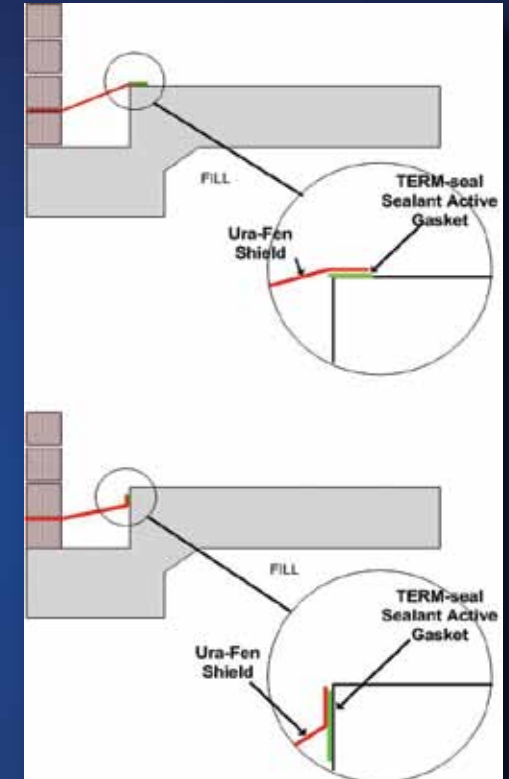 FILL
TERM-seal
Sealant Active
Gasket
Ura-Fen
Shield
FILL
TERM-seal
Sealant Active
Gasket
Ura-Fen
Shield